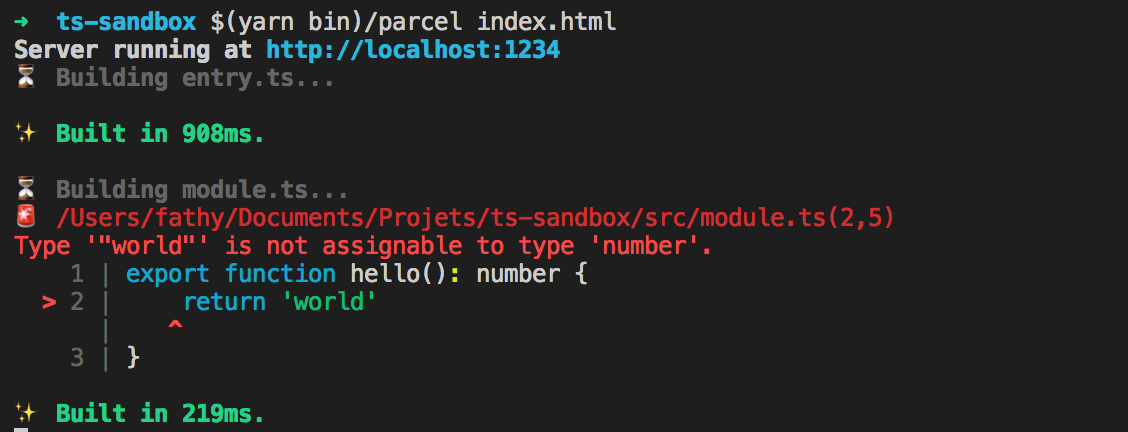 ➜  ts-sandbox $(yarn bin)/parcel index.html
Server running at http://localhost:1234
⏳ Building entry.ts...
✨ Built in 908ms.
⏳ Building module.ts...
🚨 /Users/fathy/Documents/Projets/ts-sandbox/src/module.ts(2,5)
Type '"world"' is not assignable to type 'number'.
    1 | export function hello(): number {
  > 2 |     return 'world'
      |    ^
    3 | }
✨ Built in 219ms.